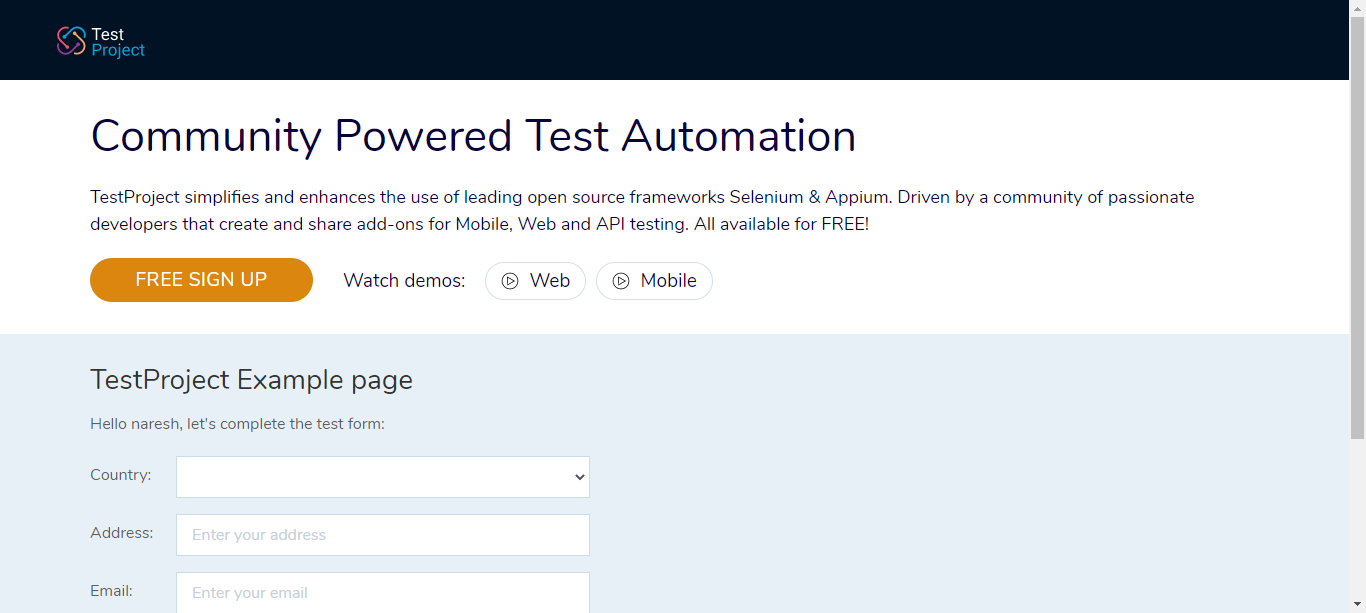 Test
Project
Community Powered Test Automation
TestProject simplifies and enhances the use of leading open source frameworks Selenium & Appium. Driven by a community of passionate
developers that create and share add-ons for Mobile, Web and API testing. All available for FREE!
FREE SIGN UP
Watch demos:
Web
Mobile
TestProject Example page
Hello naresh, let's complete the test form:
Country:
Address:
Enter your address
Email:
Enter your email